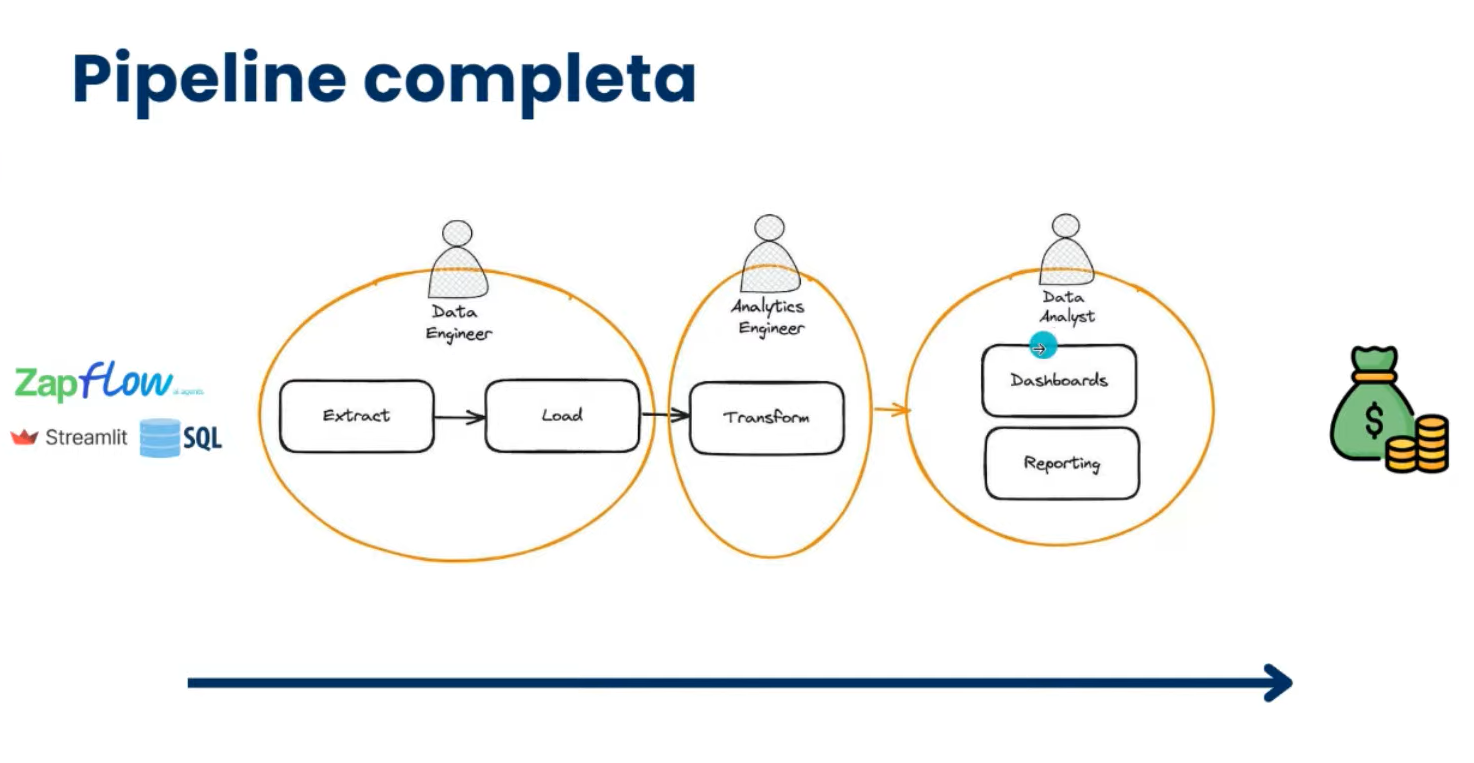 Pipeline completa
Data
Engineer
Analytics
Engineer
Data
Analyst
Zapflow ai agents
Streamlit
SQL
Extract
Load
Transform
Dashboards
Reporting
$